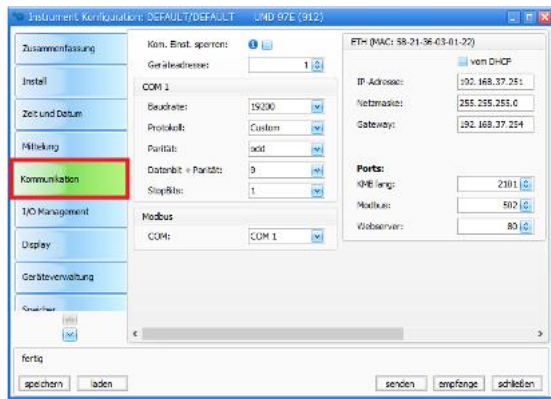 Instrument Konfiguration: DEFAULT/DEFAULT UMD 97E (912)
Zusammenfassung
Install
Zeit und Datum
Mittelung
Kommunikation
I/O Management
Display
Geräteverwaltung
Speicher
Kom. Einst. sperren:
Geräteadresse: 1
COM 1
Baudrate: 19200
Protokoll: Custom
Parität: odd
Datenbit + Parität: 9
StopBits: 1
Modbus
COM: COM 1
ETH (MAC: 58-21-36-03-01-22)
vom DHCP
IP-Adresse: 192.168.37.251
Netzmaske: 255.255.255.0
Gateway: 192.168.37.254
Ports:
KMB lang: 2101
Modbus: 502
Webserver: 80
fertig
speichern laden senden empfange schließen